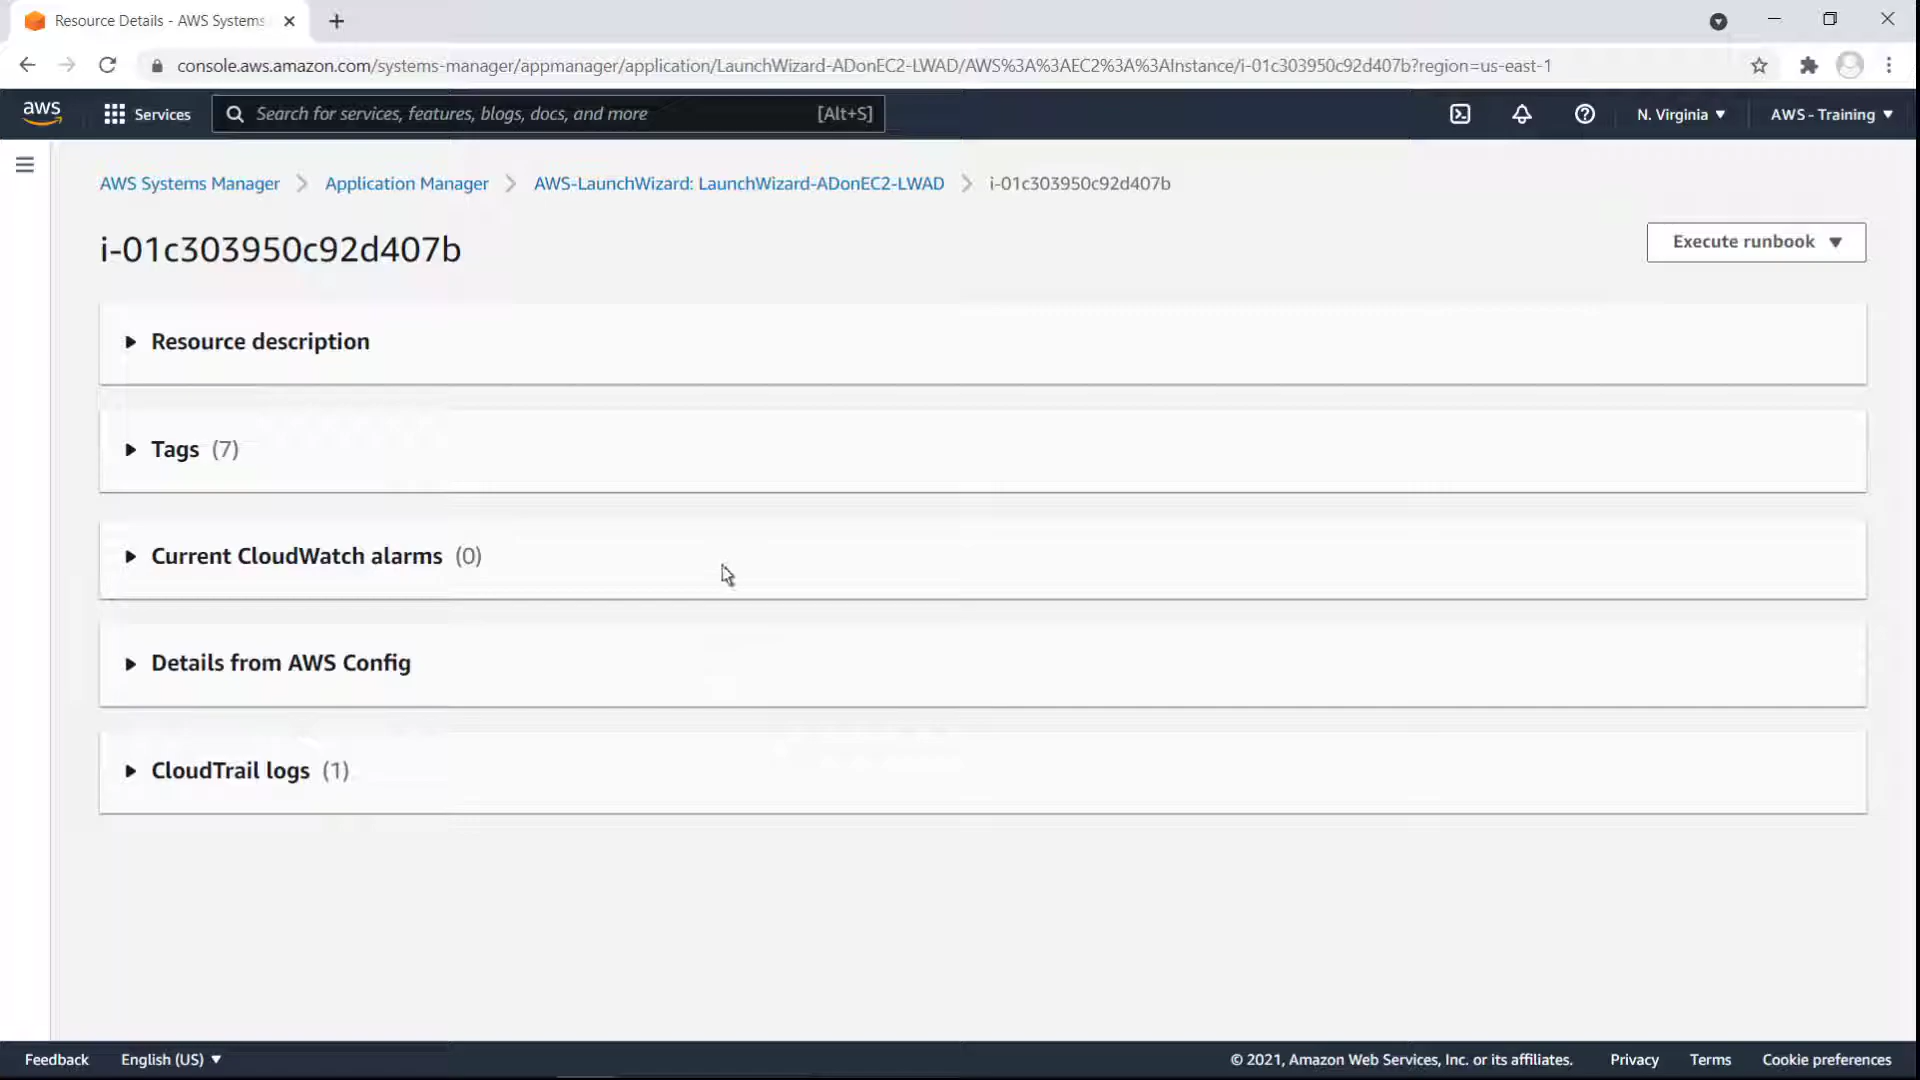 Resource Details - AWS Systems
console.aws.amazon.com/systems-manager/appmanager/application/LaunchWizard-ADonEC2-LWAD/AWS%3A%3AEC2%3A%3AInstance/i-01c303950c92d407b?region=us-east-1
aws Services Search for services, features, blogs, docs, and more [Alt+S] N. Virginia AWS - Training
AWS Systems Manager Application Manager AWS-LaunchWizard: LaunchWizard-ADonEC2-LWAD i-01c303950c92d407b
i-01c303950c92d407b Execute runbook
Resource description
Tags (7)
Current CloudWatch alarms (0)
Details from AWS Config
CloudTrail logs (1)
Feedback English (US) © 2021, Amazon Web Services, Inc. or its affiliates. Privacy Terms Cookie preferences